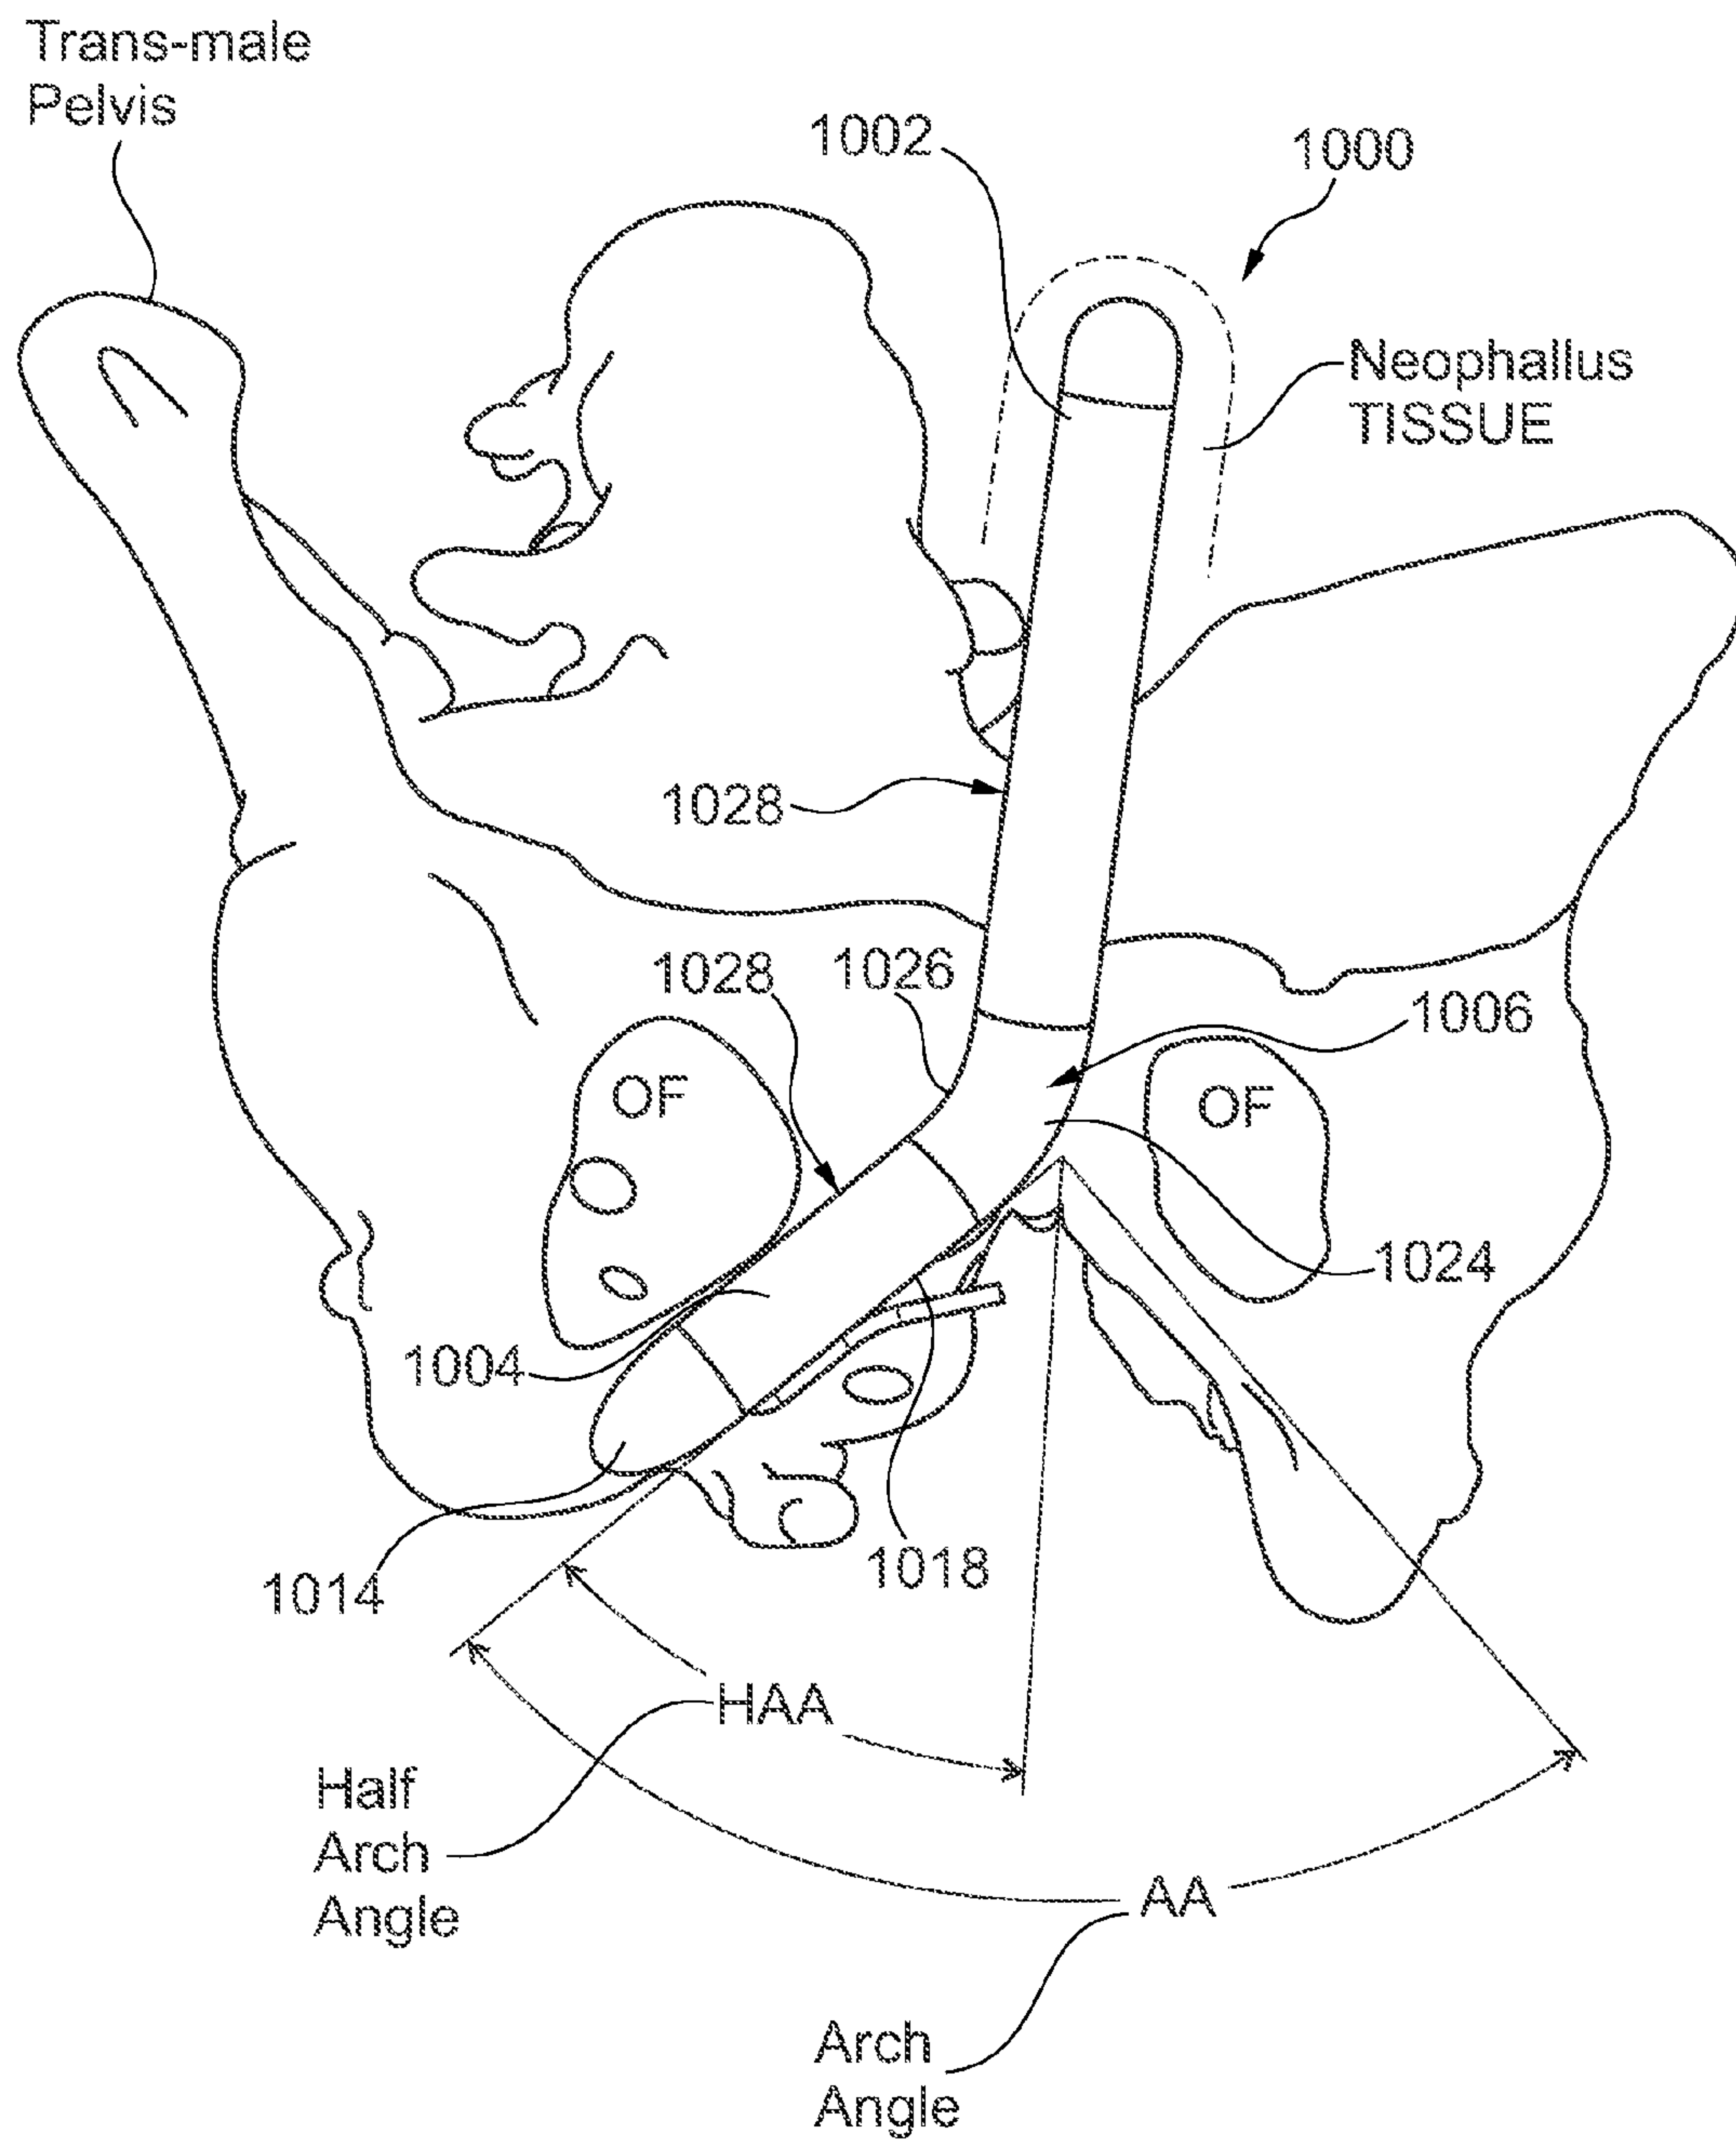 Trans-male
Pelvis
1002
1000
Neophallus
TISSUE
1028
1028
1026
1006
OF
OF
1024
1004
1018
1014
HAA
Half
Arch
Angle
AA
Arch
Angle